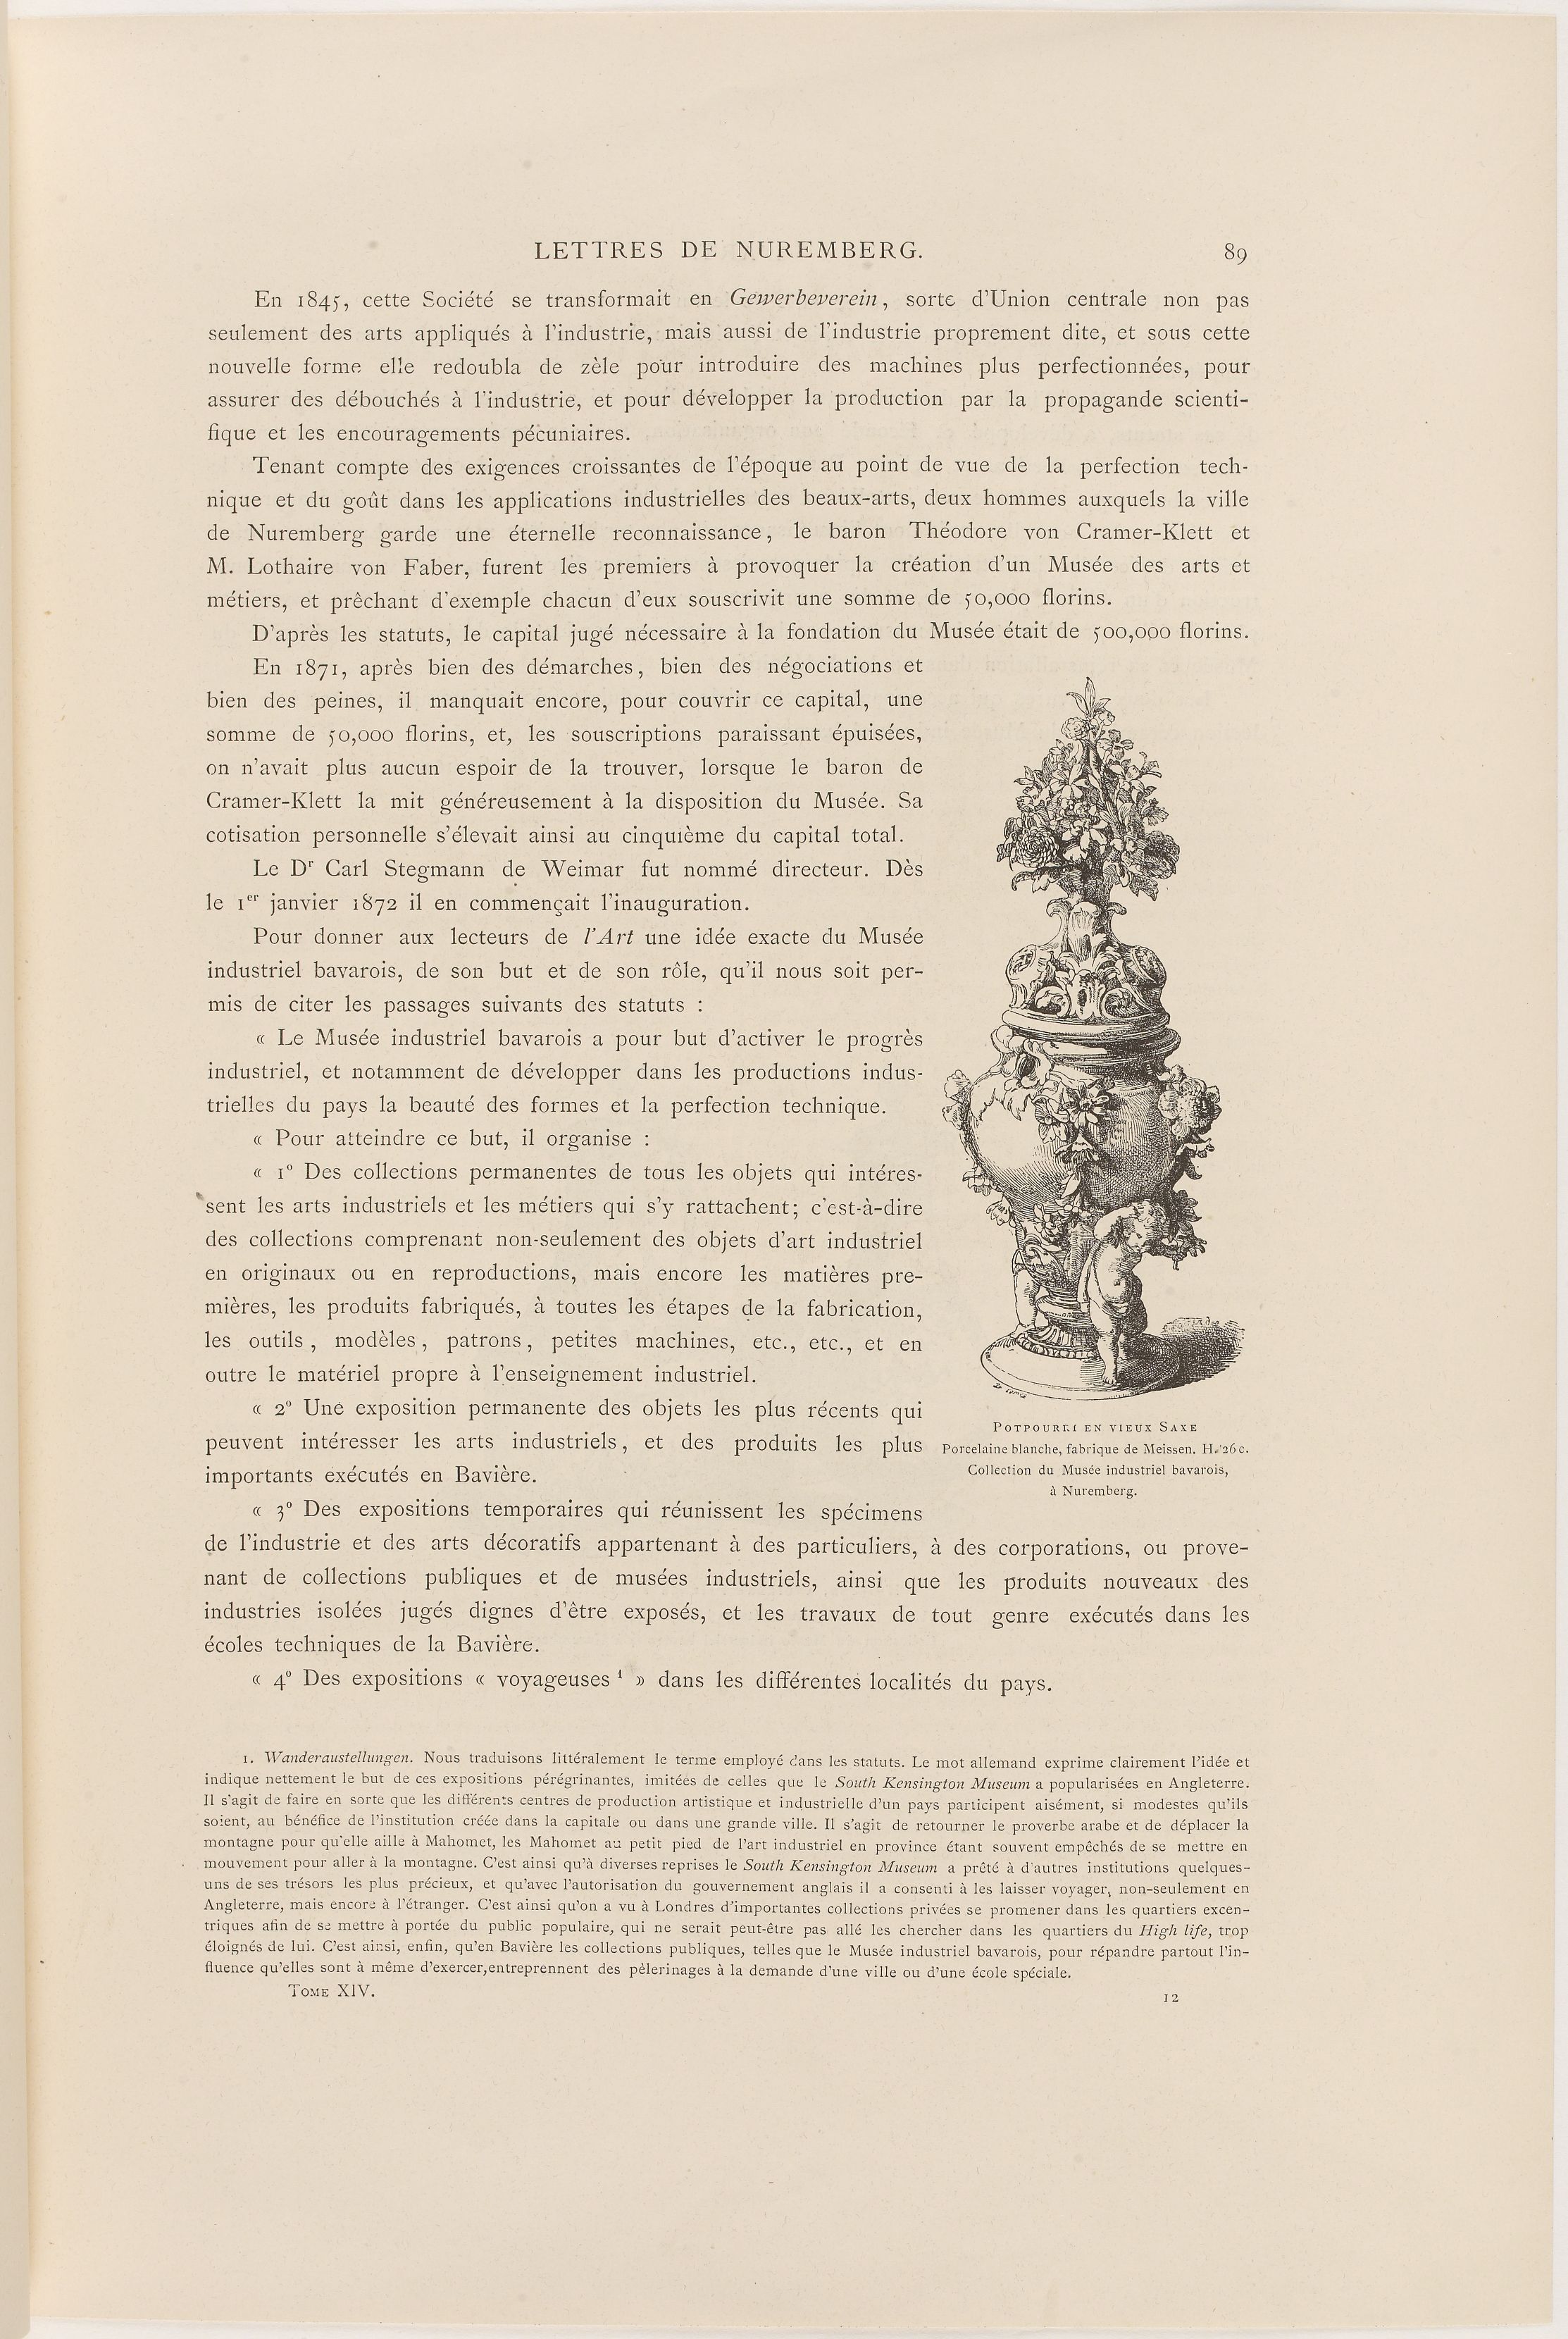 LETTRES DE NUREMBERG. 89
En 1845, cette Société se transformait en Gewerbeverein, sorte d'Union centrale non pas
seulement des arts appliqués à l'industrie, mais aussi de l'industrie proprement dite, et sous cette
nouvelle forme elle redoubla de zèle pour introduire des machines plus perfectionnées, pour
assurer des débouchés à l'industrie, et pour développer la production par la propagande scienti-
fique et les encouragements pécuniaires.
Tenant compte des exigences croissantes de l'époque au point de vue de la perfection tech-
nique et du goût dans les applications industrielles des beaux-arts, deux hommes auxquels la ville
de Nuremberg garde une éternelle reconnaissance, le baron Théodore von Cramer-Klett et
M. Lothaire von Faber, furent les premiers à provoquer la création d'un Musée des arts et
métiers, et prêchant d'exemple chacun d'eux souscrivit une somme de 50,000 florins.
D'après les statuts, le capital jugé nécessaire à la fondation du Musée était de 500,000 florins.
En 1871, après bien des démarches, bien des négociations et
bien des peines, il manquait encore, pour couvrir ce capital, une
somme de 50,000 florins, et, les souscriptions paraissant épuisées,
on n'avait plus aucun espoir de la trouver, lorsque le baron de
Cramer-Klett la mit généreusement à la disposition du Musée. Sa
cotisation personnelle s'élevait ainsi au cinquième du capital total.
Le Dr Carl Stegmann de Weimar fut nommé directeur. Dès
le 1er janvier 1872 il en commençait l'inauguration.
Pour donner aux lecteurs de l'Art une idée exacte du Musée
industriel bavarois, de son but et de son rôle, qu'il nous soit per-
mis de citer les passages suivants des statuts :
« Le Musée industriel bavarois a pour but d'activer le progrès
industriel, et notamment de développer dans les productions indus-
trielles du pays la beauté des formes et la perfection technique.
« Pour atteindre ce but, il organise :
« 1º Des collections permanentes de tous les objets qui intéres-
sent les arts industriels et les métiers qui s'y rattachent; c'est-à-dire
des collections comprenant non-seulement des objets d'art industriel
en originaux ou en reproductions, mais encore les matières pre-
mières, les produits fabriqués, à toutes les étapes de la fabrication,
les outils, modèles, patrons, petites machines, etc., etc., et en
outre le matériel propre à l'enseignement industriel.
« 2º Une exposition permanente des objets les plus récents qui
peuvent intéresser les arts industriels, et des produits les plus
importants exécutés en Bavière.
« 3º Des expositions temporaires qui réunissent les spécimens
de l'industrie et des arts décoratifs appartenant à des particuliers, à des corporations, ou prove-
nant de collections publiques et de musées industriels, ainsi que les produits nouveaux des
industries isolées jugés dignes d'être exposés, et les travaux de tout genre exécutés dans les
écoles techniques de la Bavière.
« 4º Des expositions « voyageuses ¹ » dans les différentes localités du pays.
POTPOURRI EN VIEUX SAXE
Porcelaine blanche, fabrique de Meissen. H. 26 c.
Collection du Musée industriel bavarois,
à Nuremberg.
1. Wanderaustellungen. Nous traduisons littéralement le terme employé dans les statuts. Le mot allemand exprime clairement l'idée et
indique nettement le but de ces expositions pérégrinantes, imitées de celles que le South Kensington Museum a popularisées en Angleterre.
Il s'agit de faire en sorte que les différents centres de production artistique et industrielle d'un pays participent aisément, si modestes qu'ils
soient, au bénéfice de l'institution créée dans la capitale ou dans une grande ville. Il s'agit de retourner le proverbe arabe et de déplacer la
montagne pour qu'elle aille à Mahomet, les Mahomet au petit pied de l'art industriel en province étant souvent empêchés de se mettre en
mouvement pour aller à la montagne. C'est ainsi qu'à diverses reprises le South Kensington Museum a prêté à d'autres institutions quelques-
uns de ses trésors les plus précieux, et qu'avec l'autorisation du gouvernement anglais il a consenti à les laisser voyager, non-seulement en
Angleterre, mais encore à l'étranger. C'est ainsi qu'on a vu à Londres d'importantes collections privées se promener dans les quartiers excen-
triques afin de se mettre à portée du public populaire, qui ne serait peut-être pas allé les chercher dans les quartiers du High life, trop
éloignés de lui. C'est ainsi, enfin, qu'en Bavière les collections publiques, telles que le Musée industriel bavarois, pour répandre partout l'in-
fluence qu'elles sont à même d'exercer, entreprennent des pèlerinages à la demande d'une ville ou d'une école spéciale.
TOME XIV. 12